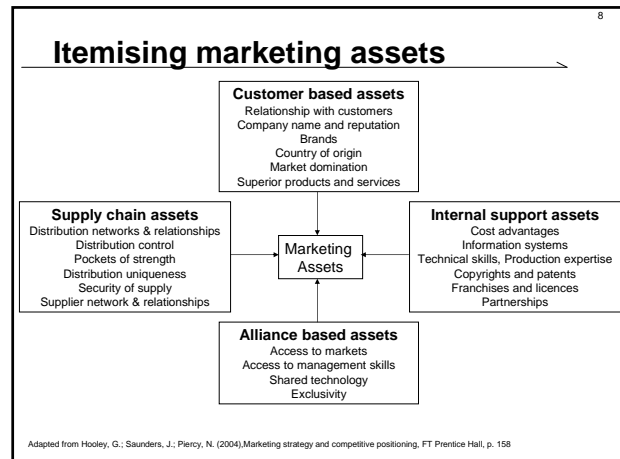 8
Itemising marketing assets
Customer based assets
Relationship with customers
Company name and reputation
Brands
Country of origin
Market domination
Superior products and services
Supply chain assets
Distribution networks & relationships
Distribution control
Pockets of strength
Distribution uniqueness
Security of supply
Supplier network & relationships
Marketing
Assets
Internal support assets
Cost advantages
Information systems
Technical skills, Production expertise
Copyrights and patents
Franchises and licences
Partnerships
Alliance based assets
Access to markets
Access to management skills
Shared technology
Exclusivity
Adapted from Hooley, G.; Saunders, J.; Piercy, N. (2004),Marketing strategy and competitive positioning, FT Prentice Hall, p. 158